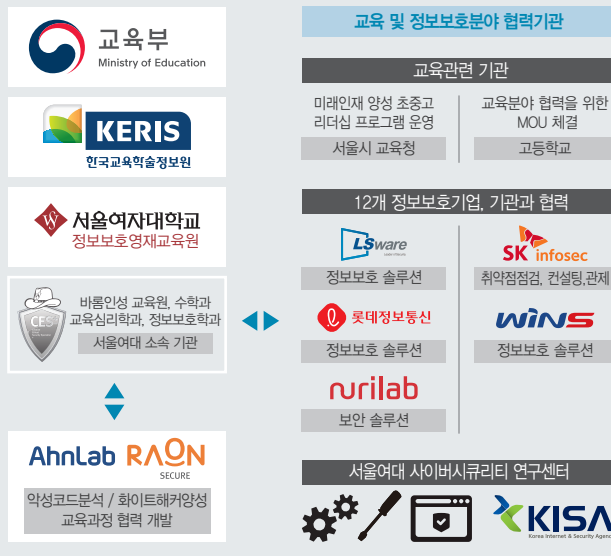 교육부
Ministry of Education
KERIS
한국교육학술정보원
서울여자대학교
정보보호영재교육원
CES
바롬인성 교육원, 수학과
교육심리학과, 정보보호학과
서울여대 소속 기관
AhnLab RAON
SECURE
악성코드분석 / 화이트해커양성
교육과정 협력 개발
교육 및 정보보호분야 협력기관
교육관련 기관
미래인재 양성 초중고
리더십 프로그램 운영
서울시 교육청
교육분야 협력을 위한
MOU 체결
고등학교
12개 정보보호기업, 기관과 협력
LSware
정보보호 솔루션
SK infosec
취약점점검, 컨설팅,관제
롯데정보통신
정보보호 솔루션
WINS
정보보호 솔루션
nurilab
보안 솔루션
서울여대 사이버시큐리티 연구센터
KISA
Korea Internet & Security Agency